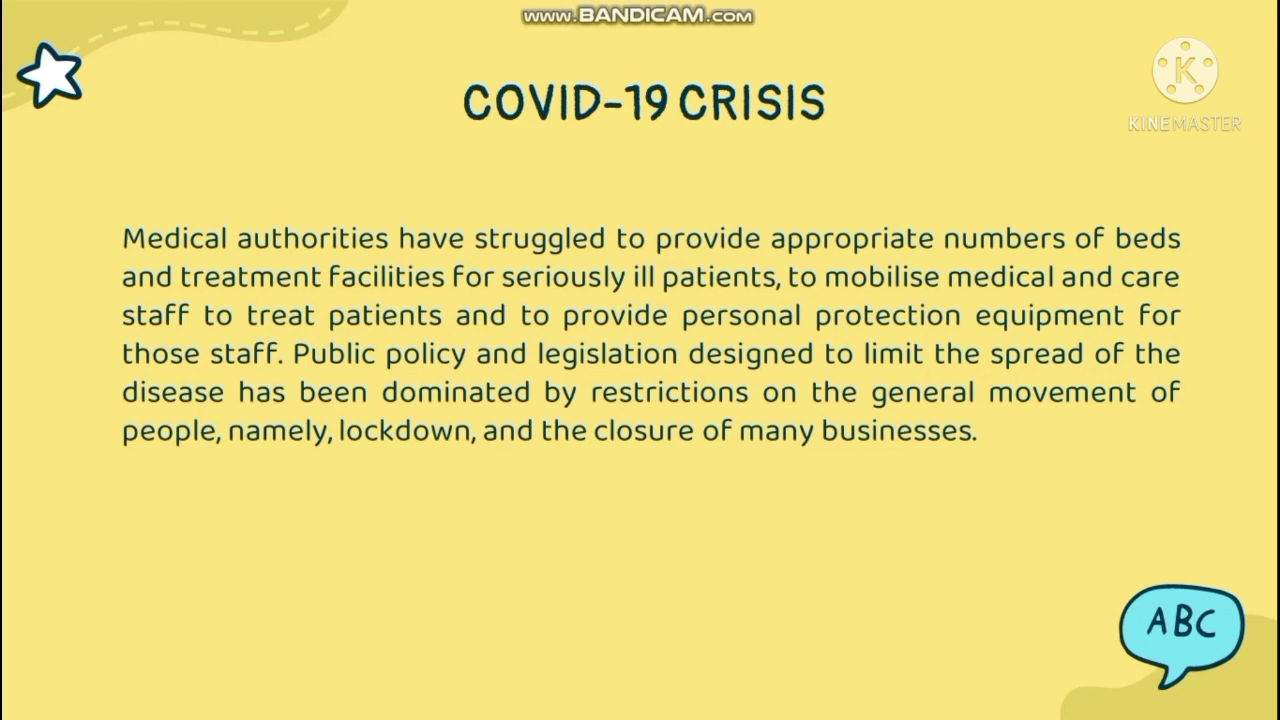 www.BANDICAM.com
K
KINEMASTER
COVID-19 CRISIS
Medical authorities have struggled to provide appropriate numbers of beds
and treatment facilities for seriously ill patients, to mobilise medical and care
staff to treat patients and to provide personal protection equipment for
those staff. Public policy and legislation designed to limit the spread of the
disease has been dominated by restrictions on the general movement of
people, namely, lockdown, and the closure of many businesses.
ABC